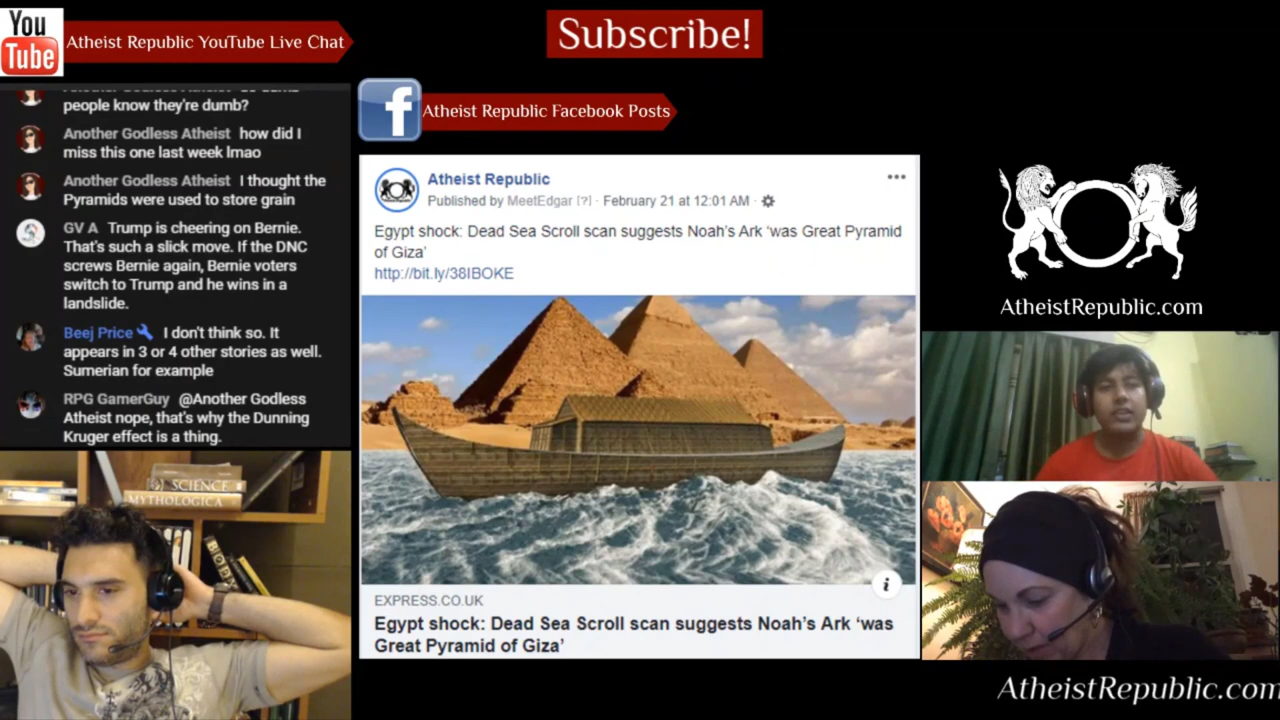 You
Tube
Atheist Republic YouTube Live Chat
Subscribe!
people know they're dumb?
Another Godless Atheist how did I
miss this one last week lmao
Another Godless Atheist I thought the
Pyramids were used to store grain
GV A Trump is cheering on Bernie.
That's such a slick move. If the DNC
screws Bernie again, Bernie voters
switch to Trump and he wins in a
landslide.
Beej Price I don't think so. It
appears in 3 or 4 other stories as well.
Sumerian for example
RPG GamerGuy @Another Godless
Atheist nope, that's why the Dunning
Kruger effect is a thing.
f
Atheist Republic Facebook Posts
Atheist Republic
Published by MeetEdgar [?] · February 21 at 12:01 AM ·
Egypt shock: Dead Sea Scroll scan suggests Noah's Ark ‘was Great Pyramid
of Giza’
http://bit.ly/38IBOKE
i
EXPRESS.CO.UK
Egypt shock: Dead Sea Scroll scan suggests Noah's Ark ‘was
Great Pyramid of Giza’
AtheistRepublic.com
SCIENCE
MYTHOLOGICA
AtheistRepublic.com